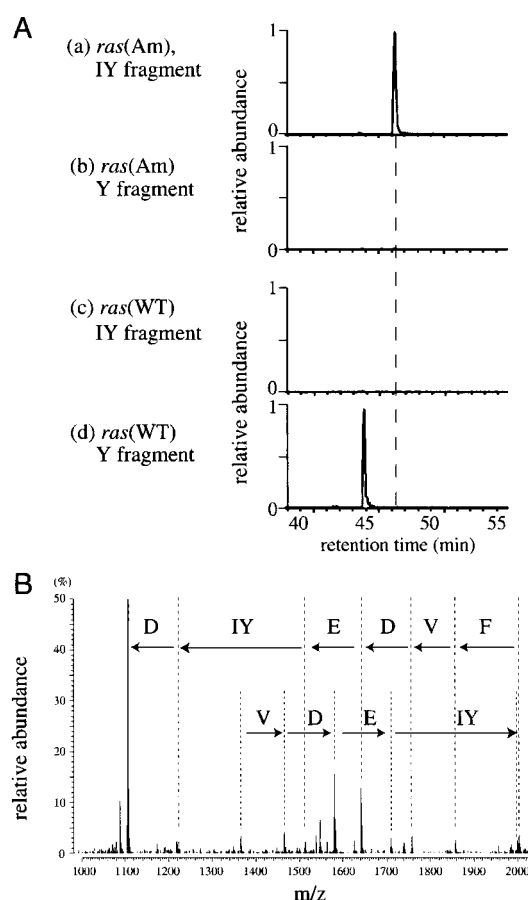 A
(a) ras(Am),
IY fragment
1
0
relative abundance
(b) ras(Am)
Y fragment
1
0
(c) ras(WT)
IY fragment
1
0
relative abundance
(d) ras(WT)
Y fragment
1
0
40 45 50 55
retention time (min)
B
(%)
50
40
30
20
10
0
relative abundance
D IY E D V F
V D E IY
1000 1100 1200 1300 1400 1500 1600 1700 1800 1900 2000
m/z